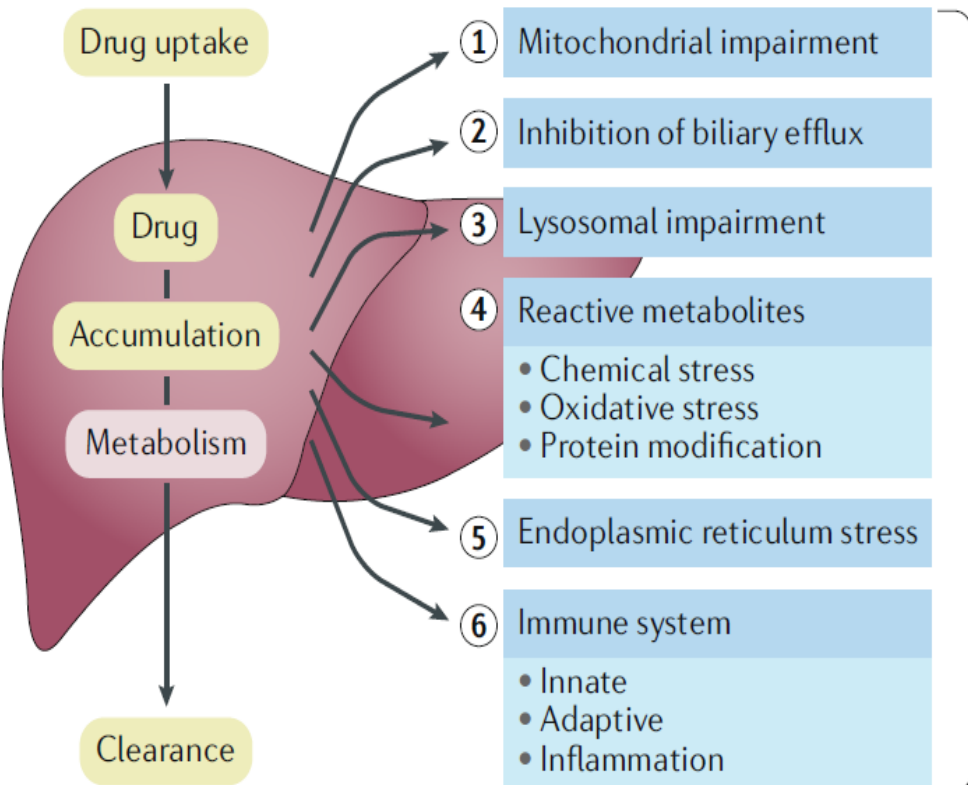 Drug uptake
Drug
Accumulation
Metabolism
Clearance
1 Mitochondrial impairment
2 Inhibition of biliary efflux
3 Lysosomal impairment
4 Reactive metabolites
• Chemical stress
• Oxidative stress
• Protein modification
5 Endoplasmic reticulum stress
6 Immune system
• Innate
• Adaptive
• Inflammation